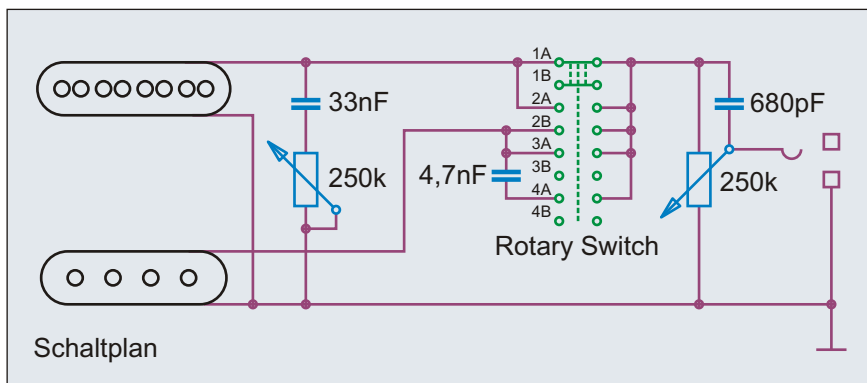 1A
1B
2A
2B
3A
3B
4A
4B
33nF
250k
4,7nF
680pF
250k
Rotary Switch
Schaltplan